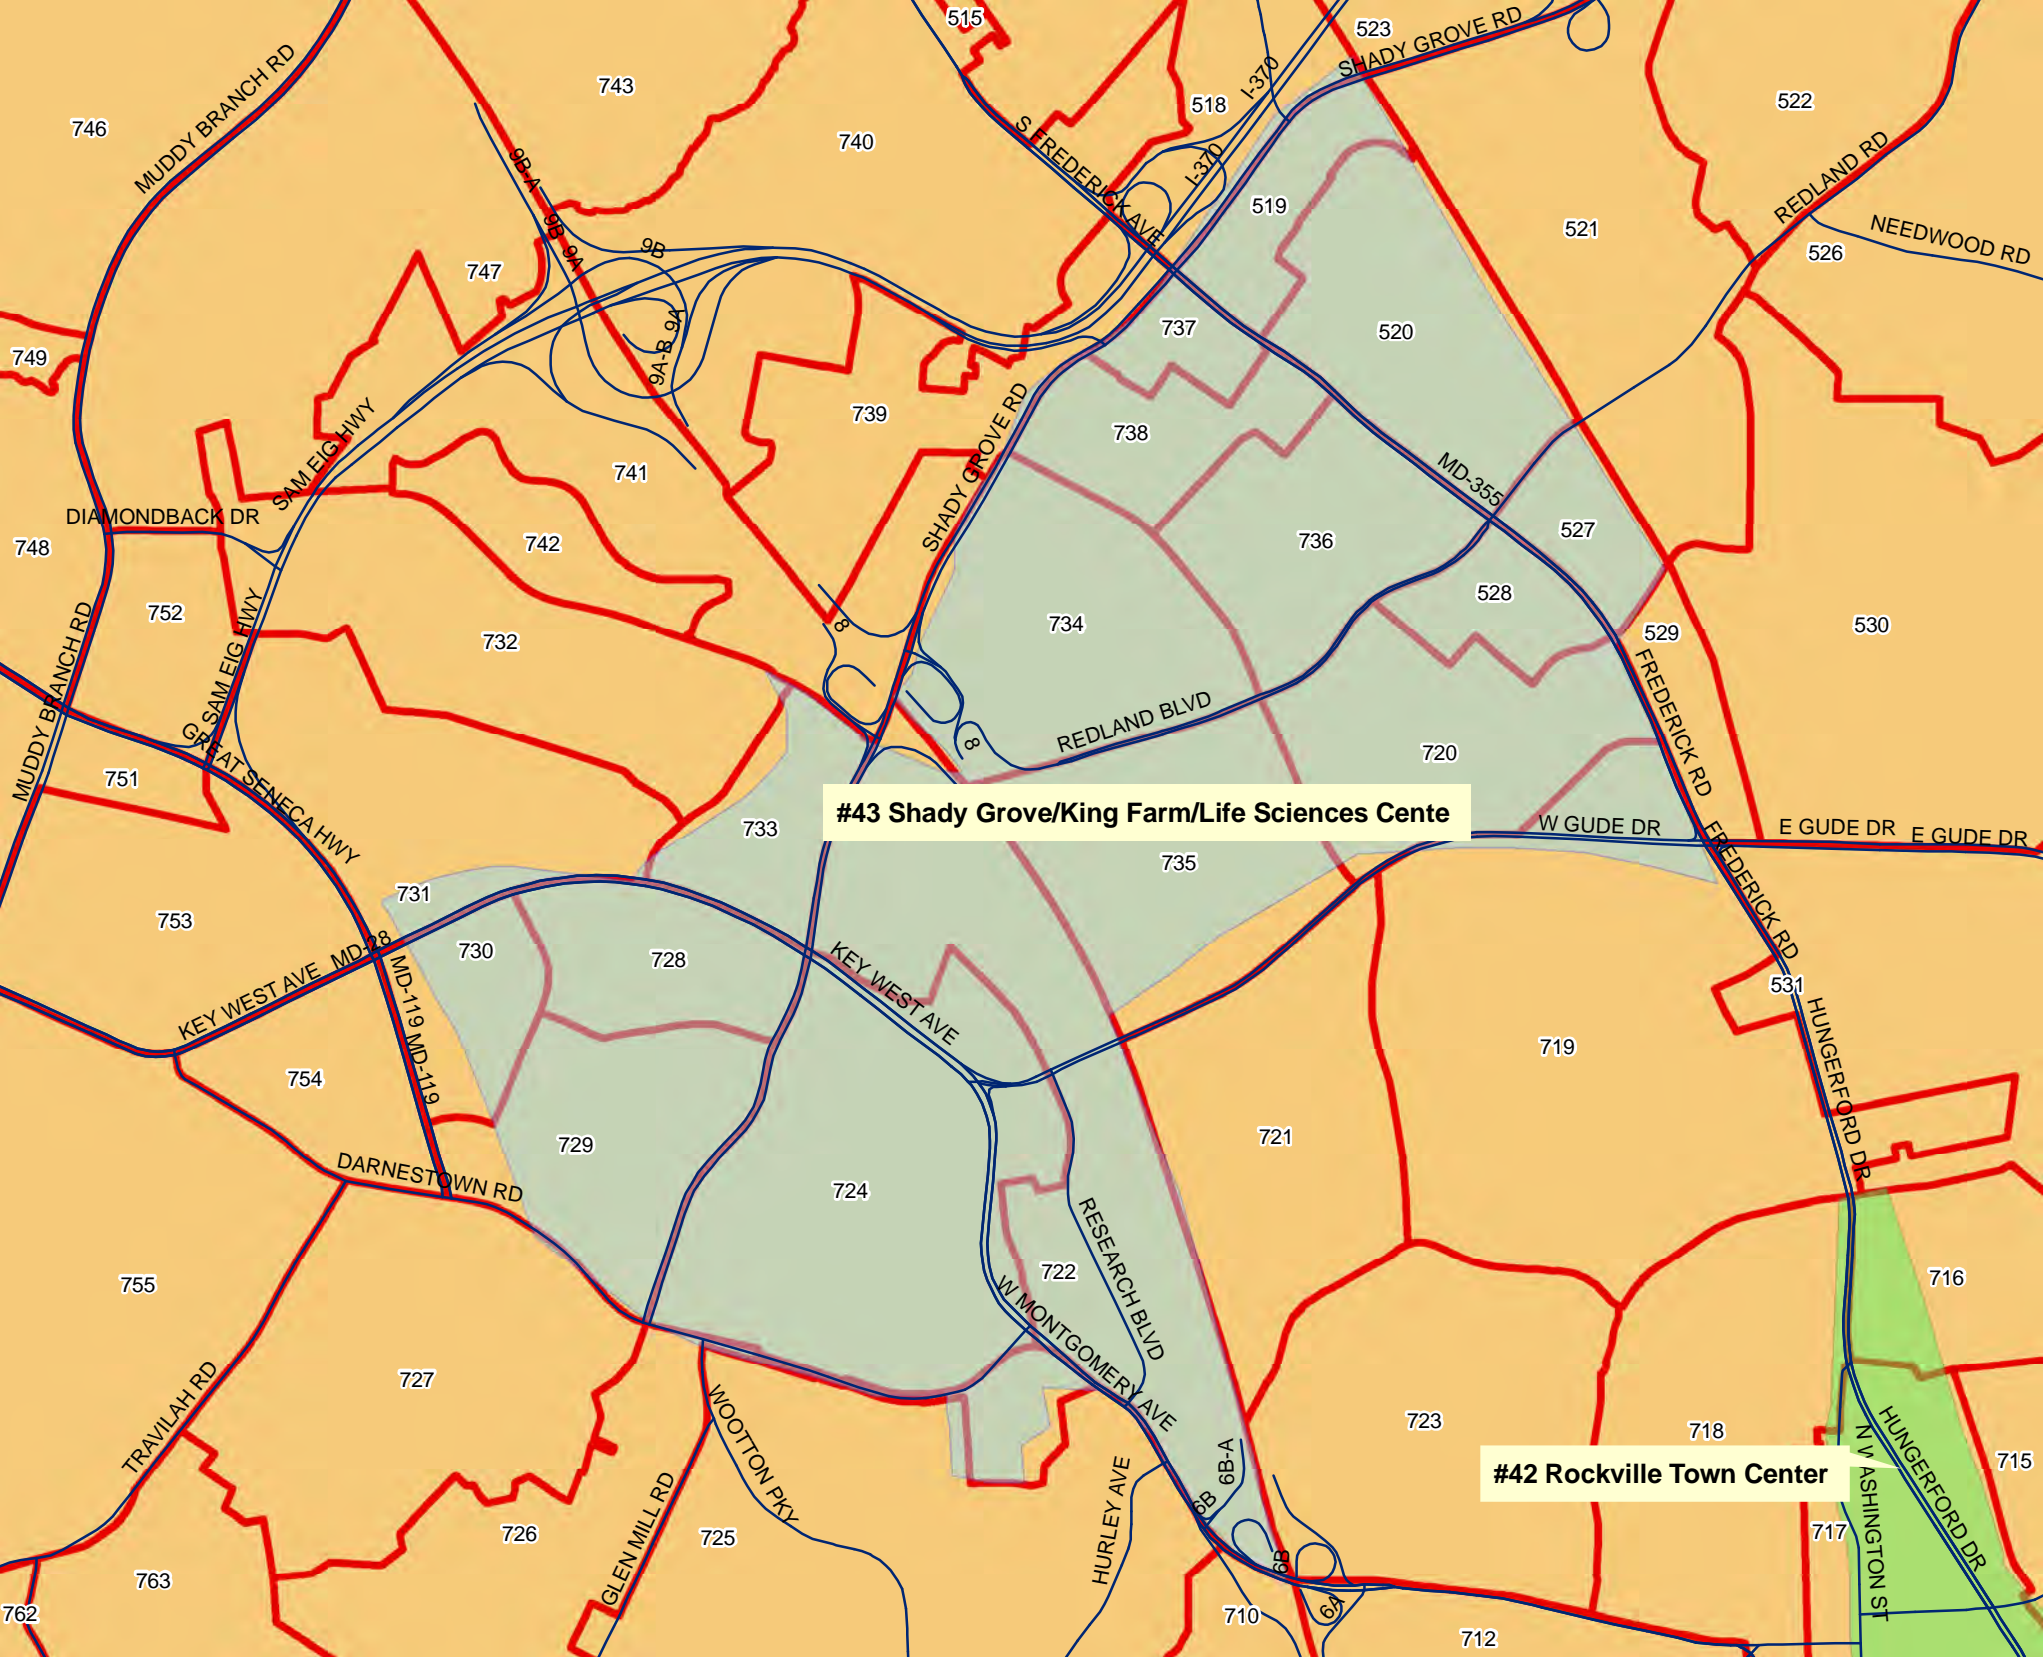 515
523
SHADY GROVE RD
743
I-370
518
522
746
MUDDY BRANCH RD
740
S FREDERICK AVE
I-370
9B-A
REDLAND RD
519
521
NEEDWOOD RD
526
9B
9A
9B
747
737
520
749
9A-B
9A
739
738
SHADY GROVE RD
SAM EIG HWY
741
MD-355
DIAMONDBACK DR
748
742
736
527
528
752
SAM EIG HWY
MUDDY BRANCH RD
8
734
529
530
732
FREDERICK RD
REDLAND BLVD
8
720
751
GREAT SENECA HWY
#43 Shady Grove/King Farm/Life Sciences Cente
733
W GUDE DR
E GUDE DR
E GUDE DR
735
FREDERICK RD
731
753
730
728
KEY WEST AVE
MD-28
KEY WEST AVE
MD-119
MD-119
531
HUNGERFORD DR
719
754
721
729
DARNESTOWN RD
724
722
RESEARCH BLVD
755
716
W MONTGOMERY AVE
727
TRAVILAH RD
WOOTTON PKY
723
718
715
#42 Rockville Town Center
N WASHINGTON ST
HUNGERFORD DR
6B-A
6B
HURLEY AVE
726
GLEN MILL RD
725
717
6B
763
762
710
6A
712